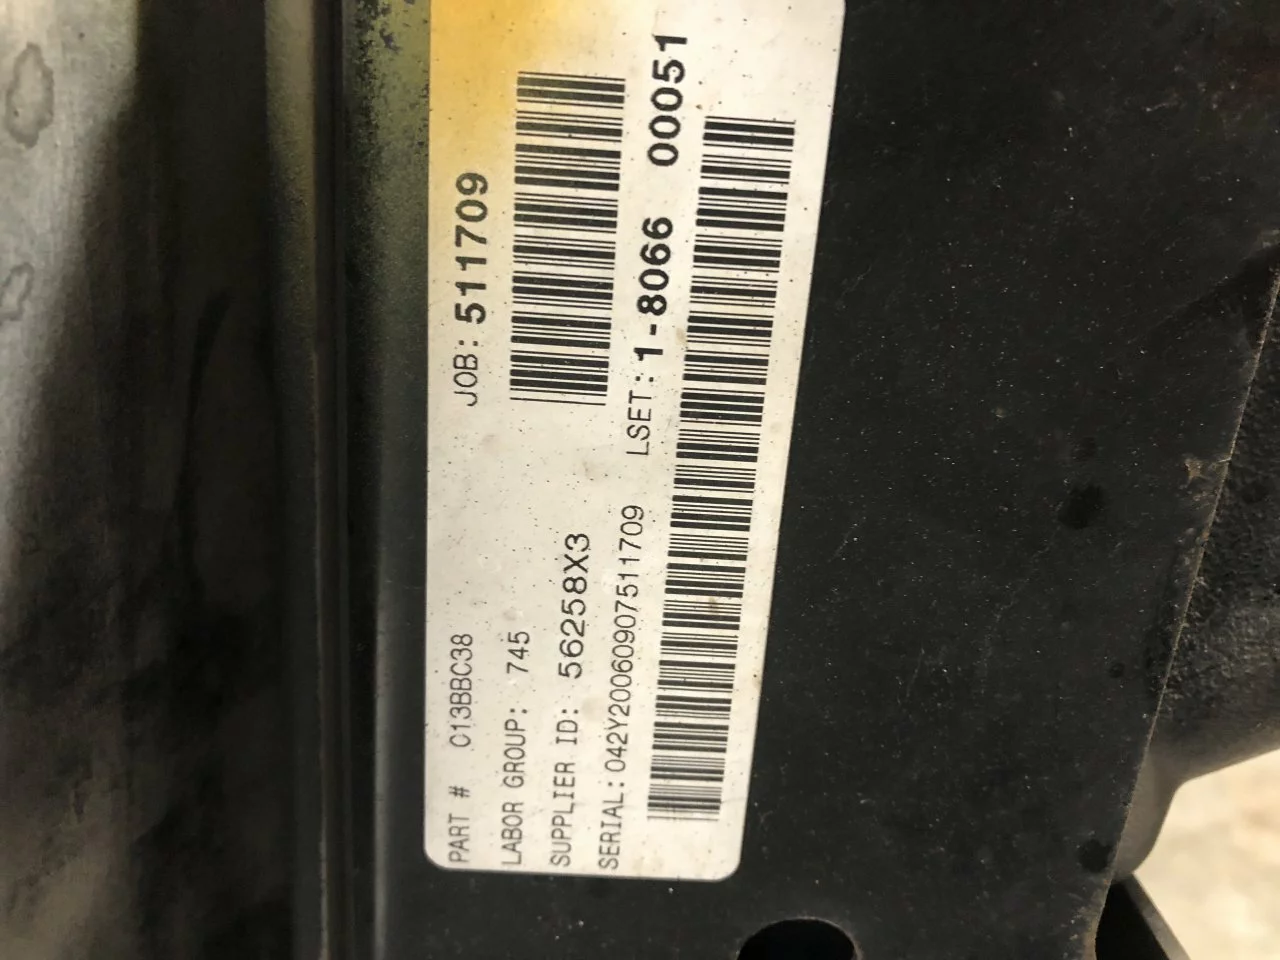 PART # C13BBC38 JOB: 511709
LABOR GROUP: 745
SUPPLIER ID: 56258X3
SERIAL: 042Y20060907511709 LSET: 1-8066 00051